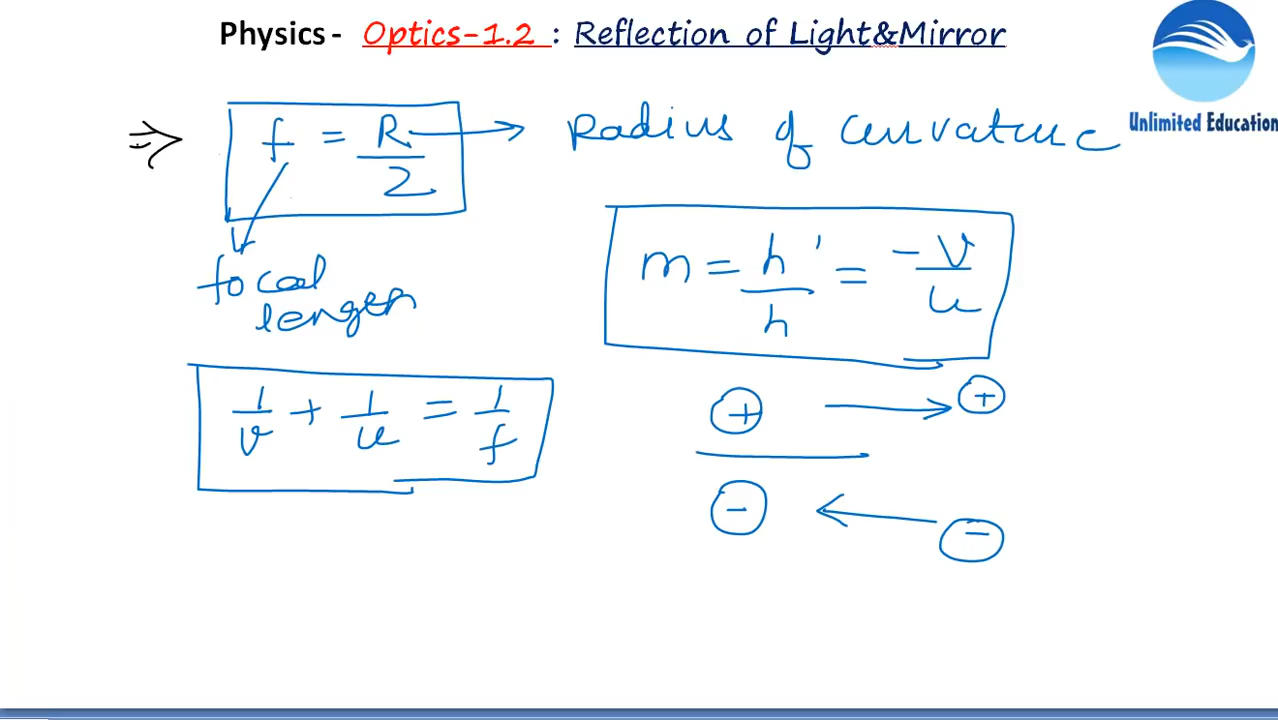 Physics - Optics-1.2 : Reflection of Light&Mirror
Unlimited Education
⇒ f = R/2 → Radius of curvature
focal
length
m = h'/h = -v/u
1/v + 1/u = 1/f
+ → +
- ← -